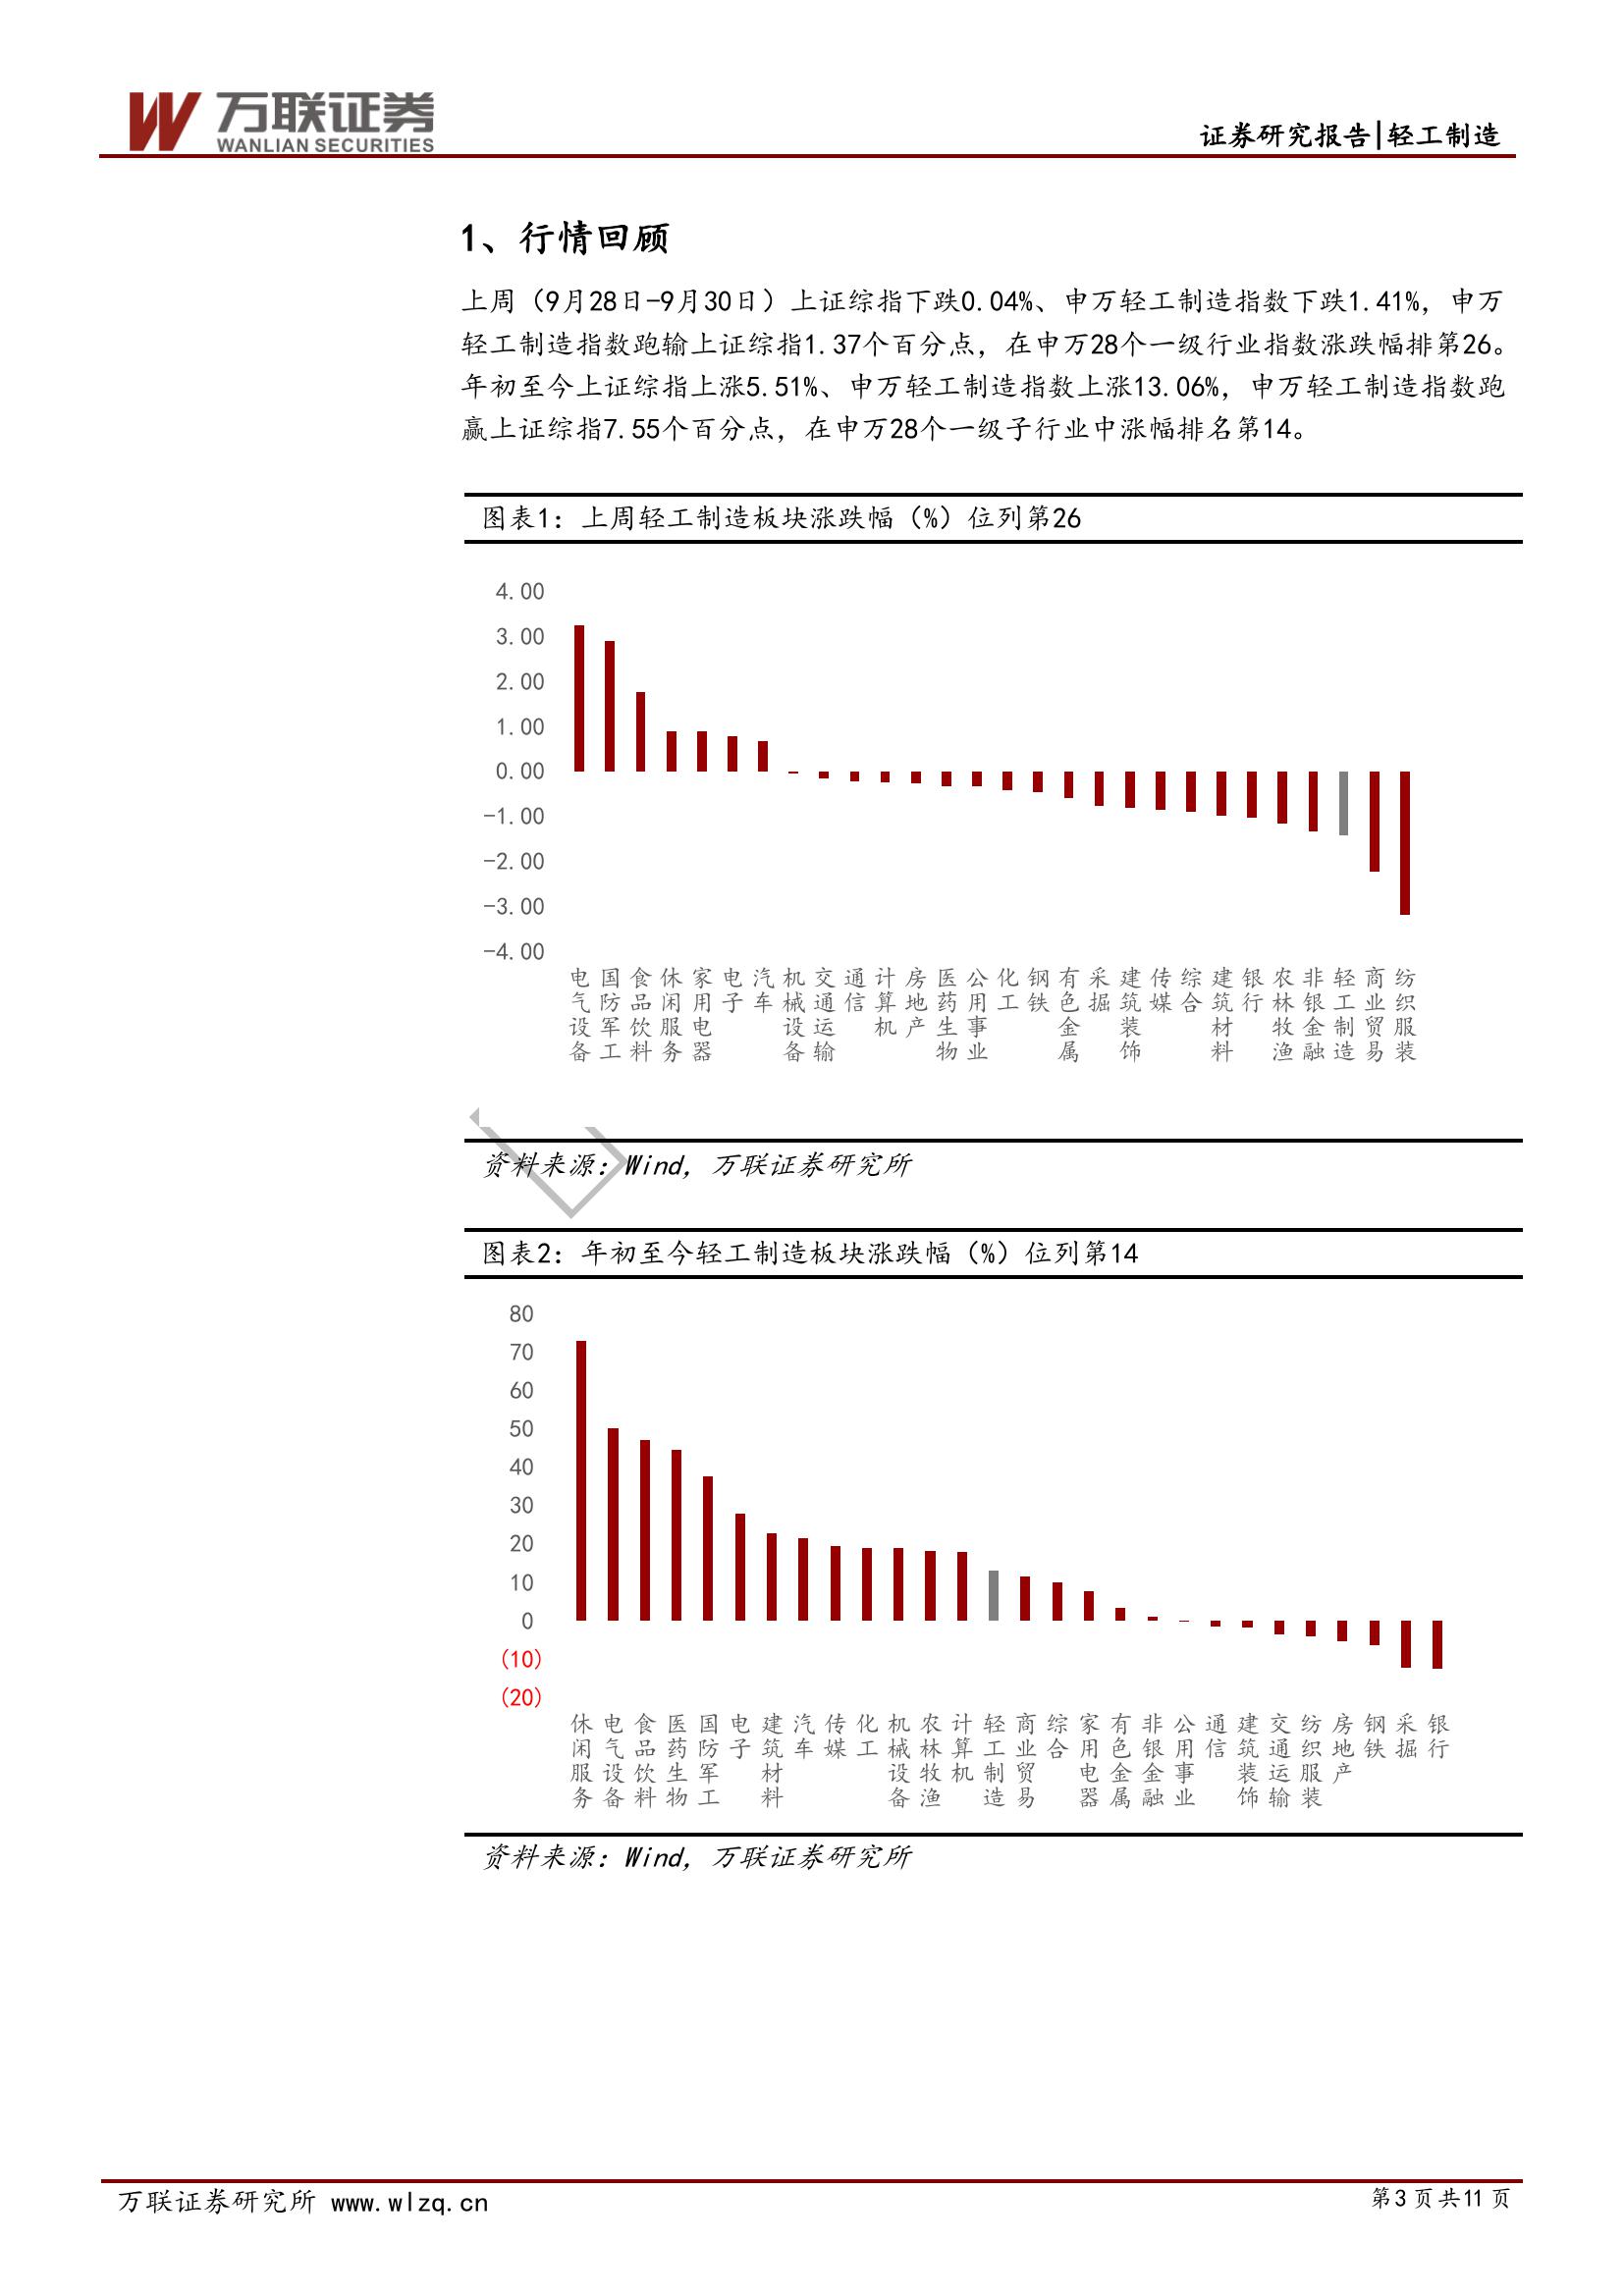 万联证券
WANLIAN SECURITIES
证券研究报告|轻工制造
1、行情回顾
上周（9月28日-9月30日）上证综指下跌0.04%、申万轻工制造指数下跌1.41%，申万
轻工制造指数跑输上证综指1.37个百分点，在申万28个一级行业指数涨跌幅排第26。
年初至今上证综指上涨5.51%、申万轻工制造指数上涨13.06%，申万轻工制造指数跑
赢上证综指7.55个百分点，在申万28个一级子行业中涨幅排名第14。
图表1：上周轻工制造板块涨跌幅（%）位列第26
4.00
3.00
2.00
1.00
0.00
-1.00
-2.00
-3.00
-4.00
电气设备
国防军工
食品饮料
休闲服务
家用电器
电子
汽车
机械设备
交通运输
通信
计算机
房地产
医药生物
公用事业
化工
钢铁
有色金属
采掘
建筑装饰
传媒
综合
建筑材料
银行
农林牧渔
非银金融
轻工制造
商业贸易
纺织服装
资料来源：Wind，万联证券研究所
图表2：年初至今轻工制造板块涨跌幅（%）位列第14
80
70
60
50
40
30
20
10
0
(10)
(20)
休闲服务
电气设备
食品饮料
医药生物
国防军工
电子
建筑材料
汽车
传媒
化工
机械设备
农林牧渔
计算机
轻工制造
商业贸易
综合
家用电器
有色金属
非银金融
公用事业
通信
建筑装饰
交通运输
纺织服装
房地产
钢铁
采掘
银行
资料来源：Wind，万联证券研究所
万联证券研究所 www.wlzq.cn
第3页共11页